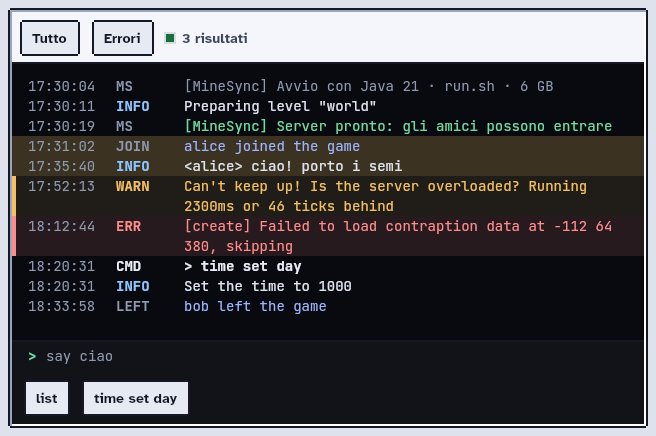 Tutto Errori 3 risultati
17:30:04 MS [MineSync] Avvio con Java 21 · run.sh · 6 GB
17:30:11 INFO Preparing level "world"
17:30:19 MS [MineSync] Server pronto: gli amici possono entrare
17:31:02 JOIN alice joined the game
17:35:40 INFO <alice> ciao! porto i semi
17:52:13 WARN Can't keep up! Is the server overloaded? Running
2300ms or 46 ticks behind
18:12:44 ERR [create] Failed to load contraption data at -112 64
380, skipping
18:20:31 CMD > time set day
18:20:31 INFO Set the time to 1000
18:33:58 LEFT bob left the game
> say ciao
list time set day